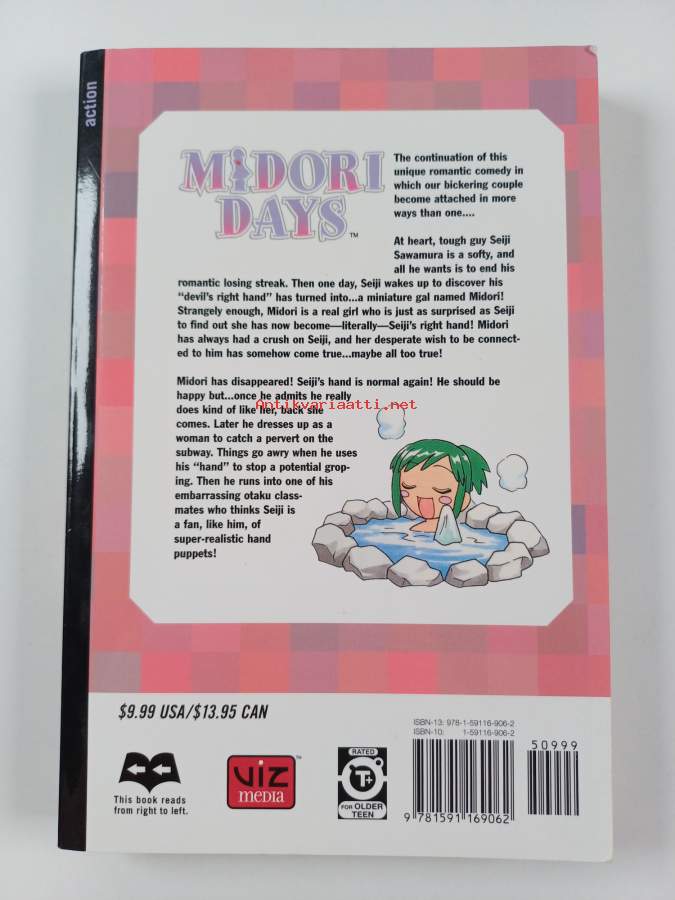 action
MIDORI
DAYS™
The continuation of this
unique romantic comedy in
which our bickering couple
become attached in more
ways than one....
At heart, tough guy Seiji
Sawamura is a softy, and
all he wants is to end his
romantic losing streak. Then one day, Seiji wakes up to discover his
“devil’s right hand” has turned into...a miniature gal named Midori!
Strangely enough, Midori is a real girl who is just as surprised as Seiji
to find out she has now become—literally—Seiji’s right hand! Midori
has always had a crush on Seiji, and her desperate wish to be connect-
ed to him has somehow come true...maybe all too true!
Midori has disappeared! Seiji’s hand is normal again! He should be
happy but...once he admits he really
does kind of like her, back she
Antikvariaatti.net
comes. Later he dresses up as a
woman to catch a pervert on the
subway. Things go awry when he uses
his “hand” to stop a potential grop-
ing. Then he runs into one of his
embarrassing otaku class-
mates who thinks Seiji is
a fan, like him, of
super-realistic hand
puppets!
$9.99 USA/$13.95 CAN
This book reads
from right to left.
VIZ
MEDIA
™
RATED
T+
FOR OLDER
TEEN
ISBN-13: 978-1-59116-906-2
ISBN-10: 1-59116-906-2
50999
9 781591 169062